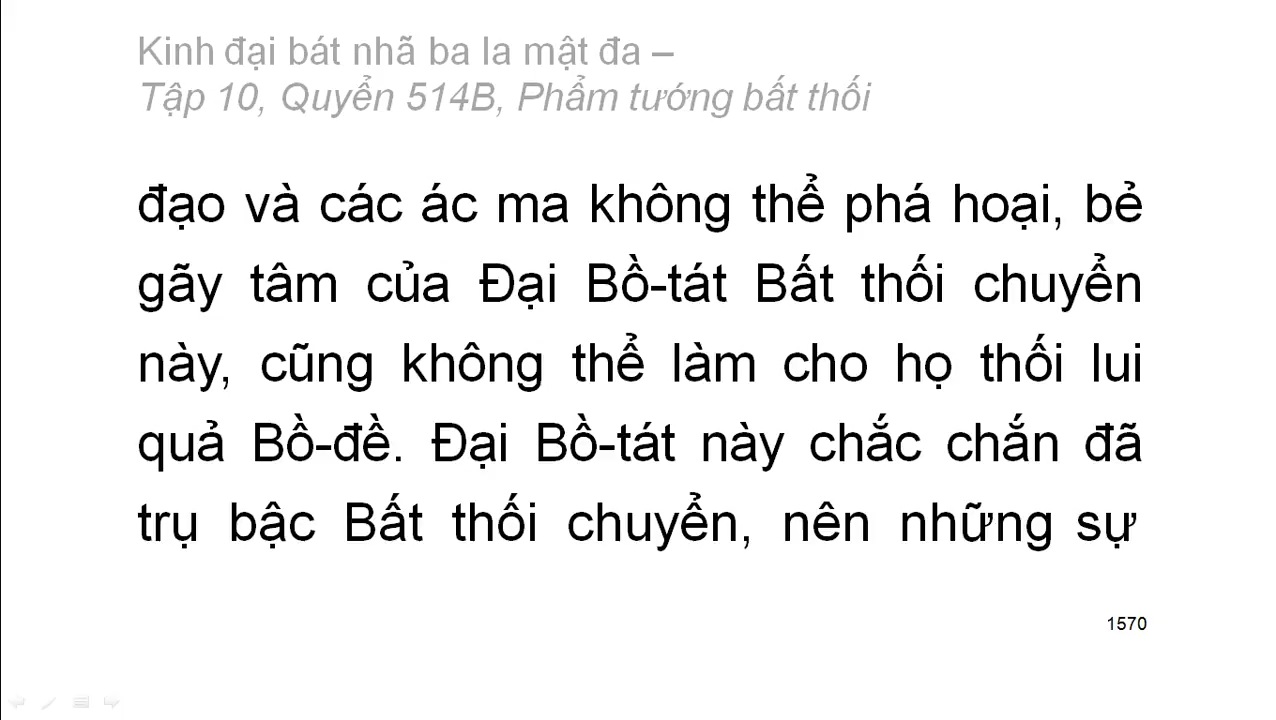 Kinh đại bát nhã ba la mật đa –
Tập 10, Quyển 514B, Phẩm tướng bất thối
đạo và các ác ma không thể phá hoại, bẻ
gãy tâm của Đại Bồ-tát Bất thối chuyển
này, cũng không thể làm cho họ thối lui
quả Bồ-đề. Đại Bồ-tát này chắc chắn đã
trụ bậc Bất thối chuyển, nên những sự
1570